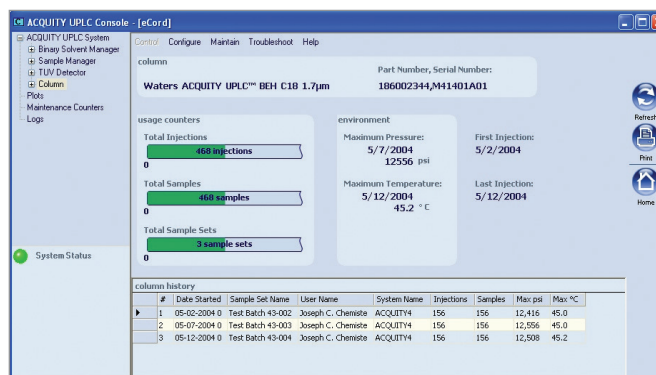 ACQUITY UPLC Console - [eCord]
ACQUITY UPLC System
Binary Solvent Manager
Sample Manager
TUV Detector
Column
Plots
Maintenance Counters
Logs
System Status
Control Configure Maintain Troubleshoot Help
column
Waters ACQUITY UPLC™ BEH C18 1.7µm
Part Number, Serial Number:
186002344,M41401A01
usage counters
Total Injections
468 injections
0
Total Samples
468 samples
0
Total Sample Sets
3 sample sets
0
environment
Maximum Pressure:
5/7/2004
12556 psi
Maximum Temperature:
5/12/2004
45.2 °C
First Injection:
5/2/2004
Last Injection:
5/12/2004
Refresh
Print
Home
column history
# Date Started Sample Set Name User Name System Name Injections Samples Max psi Max °C
1 05-02-2004 0 Test Batch 43-002 Joseph C. Chemiste ACQUITY4 156 156 12,416 45.0
2 05-07-2004 0 Test Batch 43-003 Joseph C. Chemiste ACQUITY4 156 156 12,556 45.0
3 05-12-2004 0 Test Batch 43-004 Joseph C. Chemiste ACQUITY4 156 156 12,508 45.2